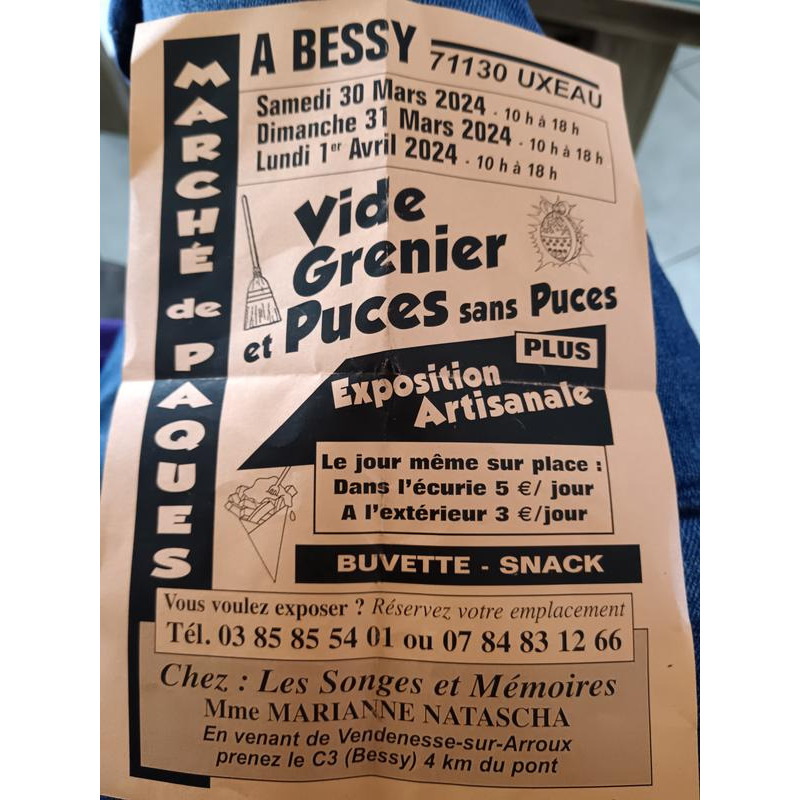 MARCHÉ de PAQUES
A BESSY
71130 UXEAU
Samedi 30 Mars 2024 - 10 h à 18 h
Dimanche 31 Mars 2024 - 10 h à 18 h
Lundi 1er Avril 2024 - 10 h à 18 h
Vide
Grenier
et Puces sans Puces
PLUS
Exposition
Artisanale
Le jour même sur place :
Dans l'écurie 5 €/ jour
A l'extérieur 3 €/jour
BUVETTE - SNACK
Vous voulez exposer ? Réservez votre emplacement
Tél. 03 85 85 54 01 ou 07 84 83 12 66
Chez : Les Songes et Mémoires
Mme MARIANNE NATASCHA
En venant de Vendenesse-sur-Arroux
prenez le C3 (Bessy) 4 km du pont